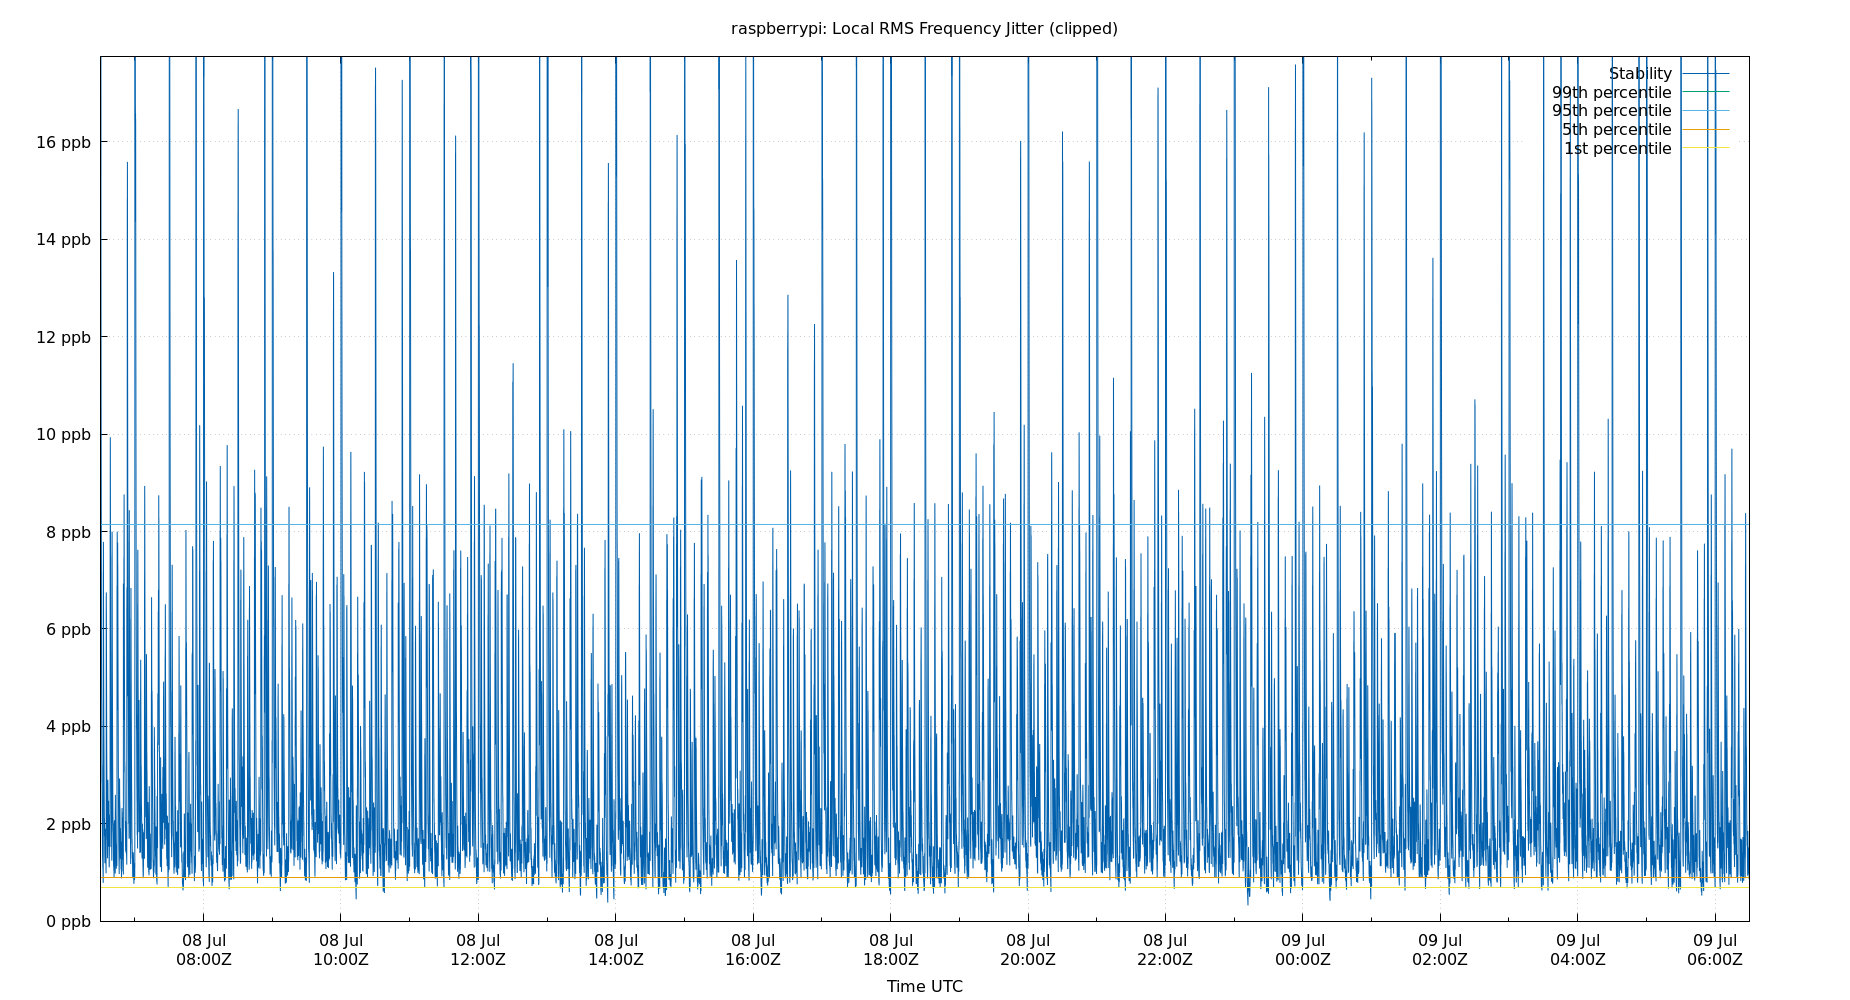 raspberrypi: Local RMS Frequency Jitter (clipped)
Stability
99th percentile
95th percentile
5th percentile
1st percentile
16 ppb
14 ppb
12 ppb
10 ppb
8 ppb
6 ppb
4 ppb
2 ppb
0 ppb
08 Jul
08:00Z
08 Jul
10:00Z
08 Jul
12:00Z
08 Jul
14:00Z
08 Jul
16:00Z
08 Jul
18:00Z
08 Jul
20:00Z
08 Jul
22:00Z
09 Jul
00:00Z
09 Jul
02:00Z
09 Jul
04:00Z
09 Jul
06:00Z
Time UTC